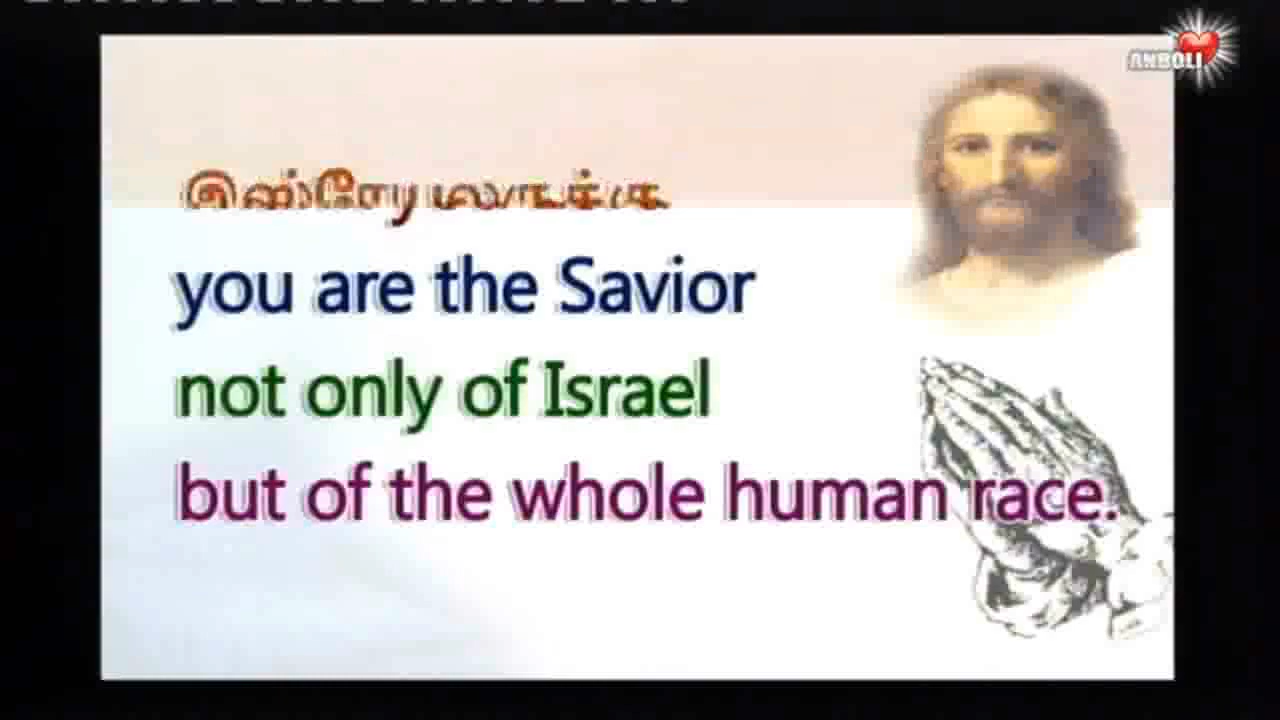 ANBOLI
you are the Savior
not only of Israel
but of the whole human race.